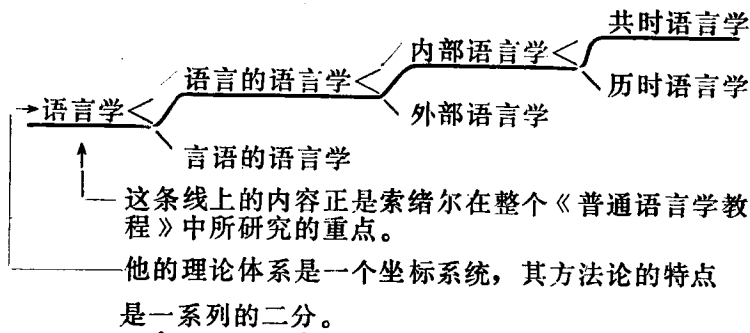 共时语言学
内部语言学
历时语言学
语言的语言学
外部语言学
语言学
言语的语言学
这条线上的内容正是索绪尔在整个《普通语言学教
程》中所研究的重点。
他的理论体系是一个坐标系统，其方法论的特点
是一系列的二分。